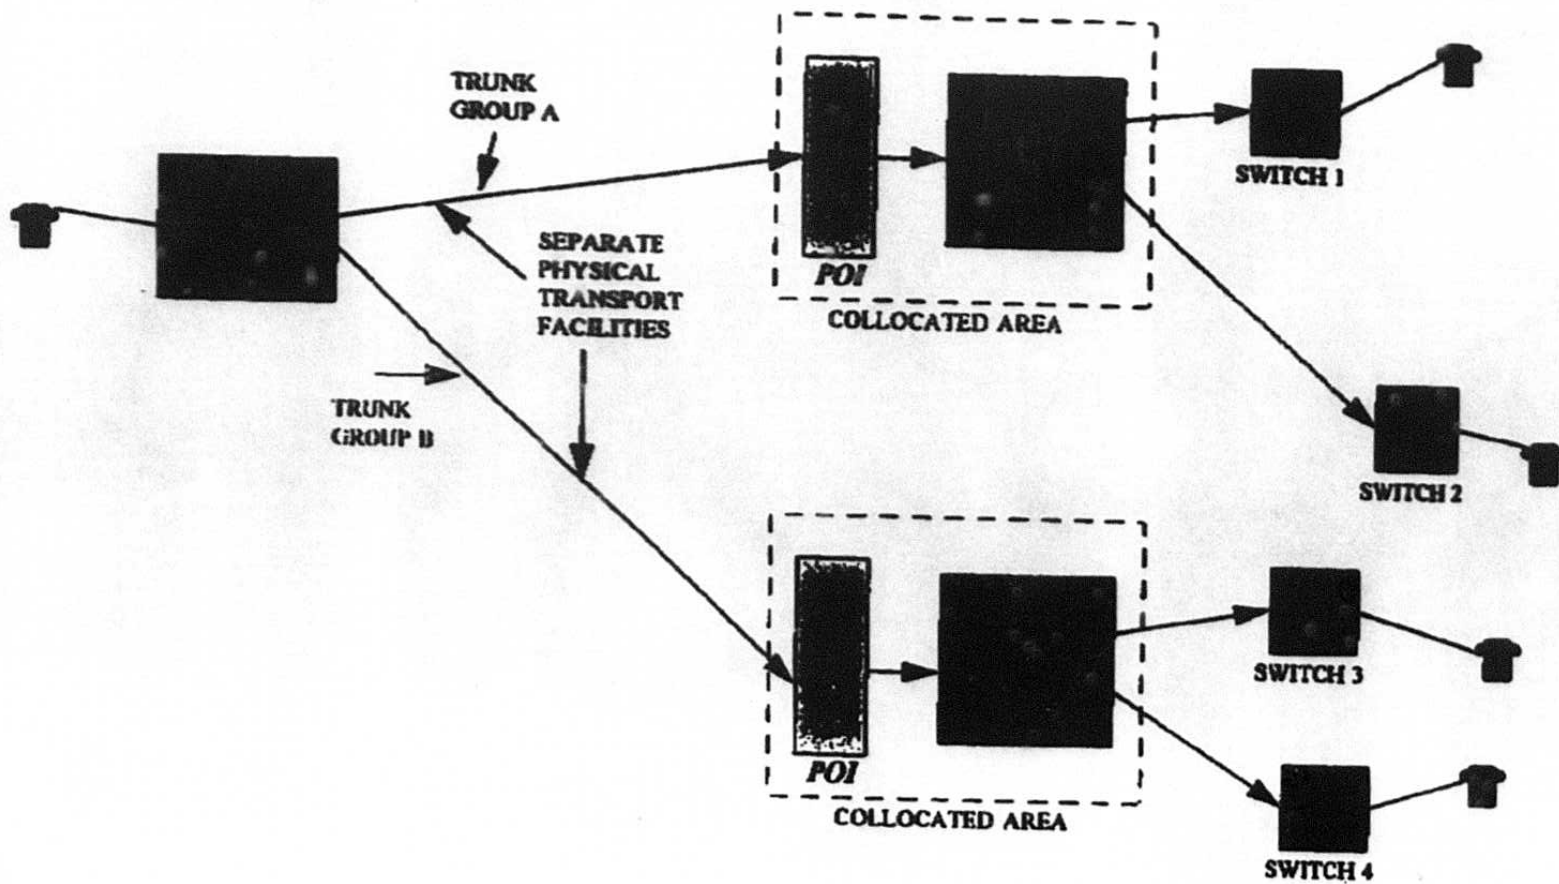 TRUNK
GROUP A
SWITCH 1
SEPARATE
PHYSICAL
TRANSPORT
FACILITIES
POI
COLLOCATED AREA
TRUNK
GROUP B
SWITCH 2
SWITCH 3
POI
COLLOCATED AREA
SWITCH 4